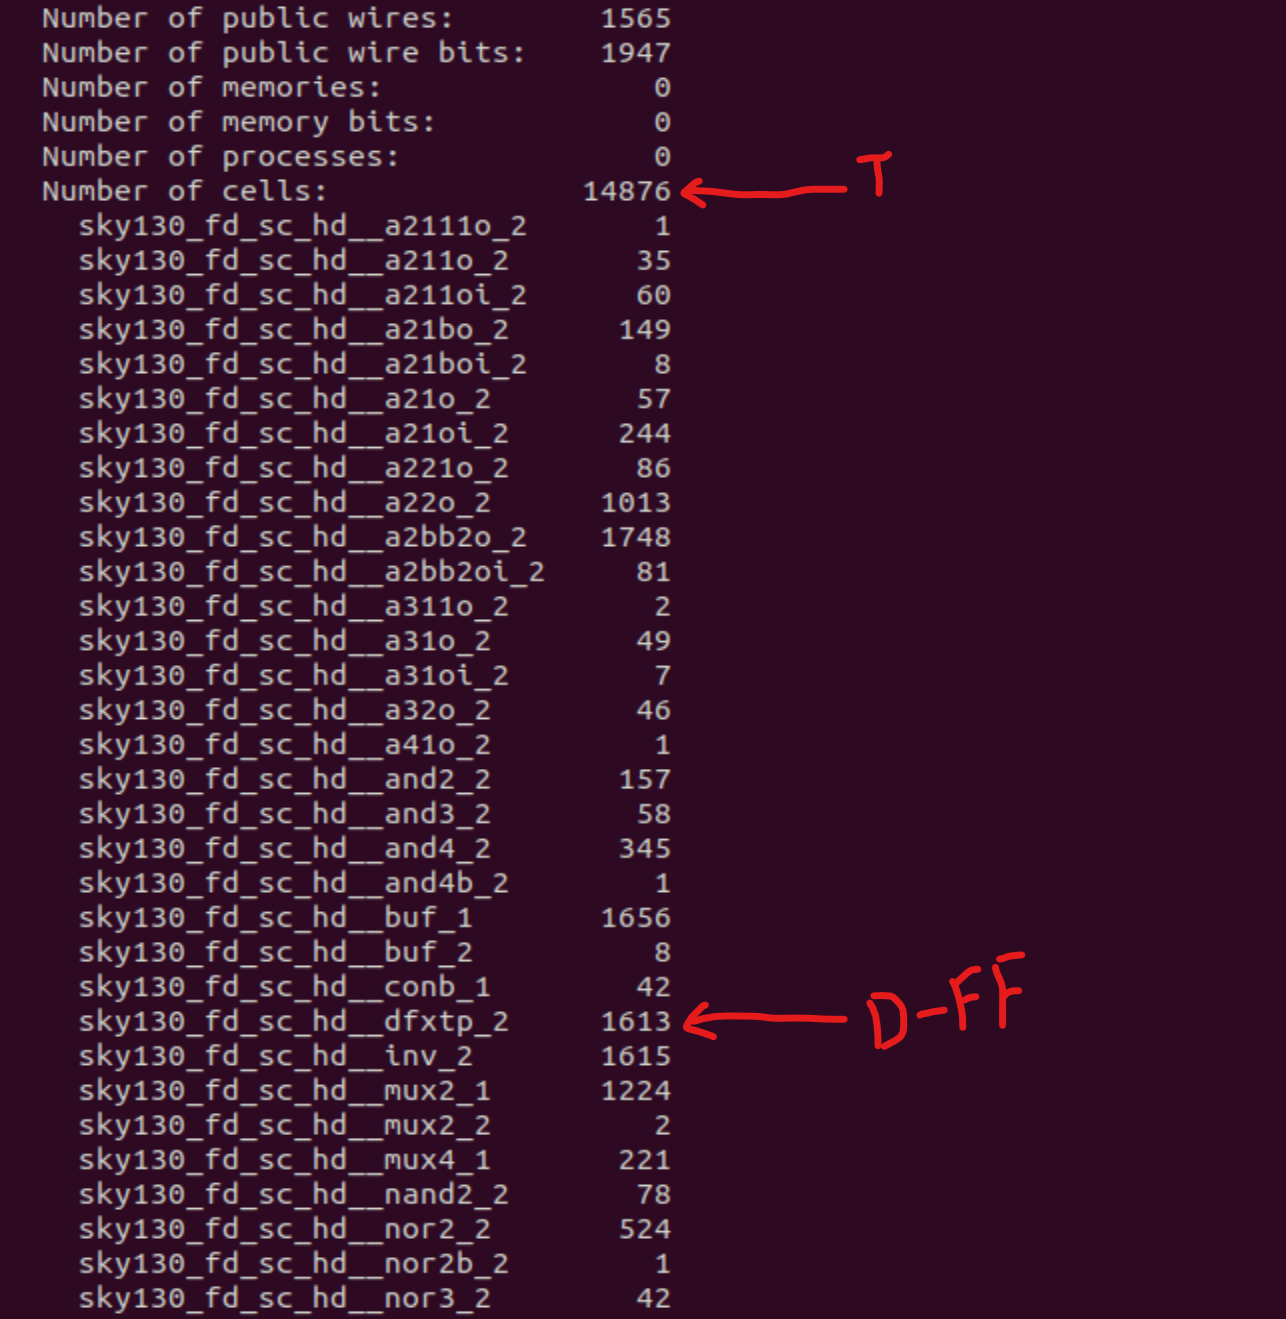 Number of public wires: 1565
Number of public wire bits: 1947
Number of memories: 0
Number of memory bits: 0
Number of processes: 0
Number of cells: 14876 T
sky130_fd_sc_hd__a2111o_2 1
sky130_fd_sc_hd__a211o_2 35
sky130_fd_sc_hd__a211oi_2 60
sky130_fd_sc_hd__a21bo_2 149
sky130_fd_sc_hd__a21boi_2 8
sky130_fd_sc_hd__a21o_2 57
sky130_fd_sc_hd__a21oi_2 244
sky130_fd_sc_hd__a221o_2 86
sky130_fd_sc_hd__a22o_2 1013
sky130_fd_sc_hd__a2bb2o_2 1748
sky130_fd_sc_hd__a2bb2oi_2 81
sky130_fd_sc_hd__a311o_2 2
sky130_fd_sc_hd__a31o_2 49
sky130_fd_sc_hd__a31oi_2 7
sky130_fd_sc_hd__a32o_2 46
sky130_fd_sc_hd__a41o_2 1
sky130_fd_sc_hd__and2_2 157
sky130_fd_sc_hd__and3_2 58
sky130_fd_sc_hd__and4_2 345
sky130_fd_sc_hd__and4b_2 1
sky130_fd_sc_hd__buf_1 1656
sky130_fd_sc_hd__buf_2 8
sky130_fd_sc_hd__conb_1 42
sky130_fd_sc_hd__dfxtp_2 1613 D-FF
sky130_fd_sc_hd__inv_2 1615
sky130_fd_sc_hd__mux2_1 1224
sky130_fd_sc_hd__mux2_2 2
sky130_fd_sc_hd__mux4_1 221
sky130_fd_sc_hd__nand2_2 78
sky130_fd_sc_hd__nor2_2 524
sky130_fd_sc_hd__nor2b_2 1
sky130_fd_sc_hd__nor3_2 42